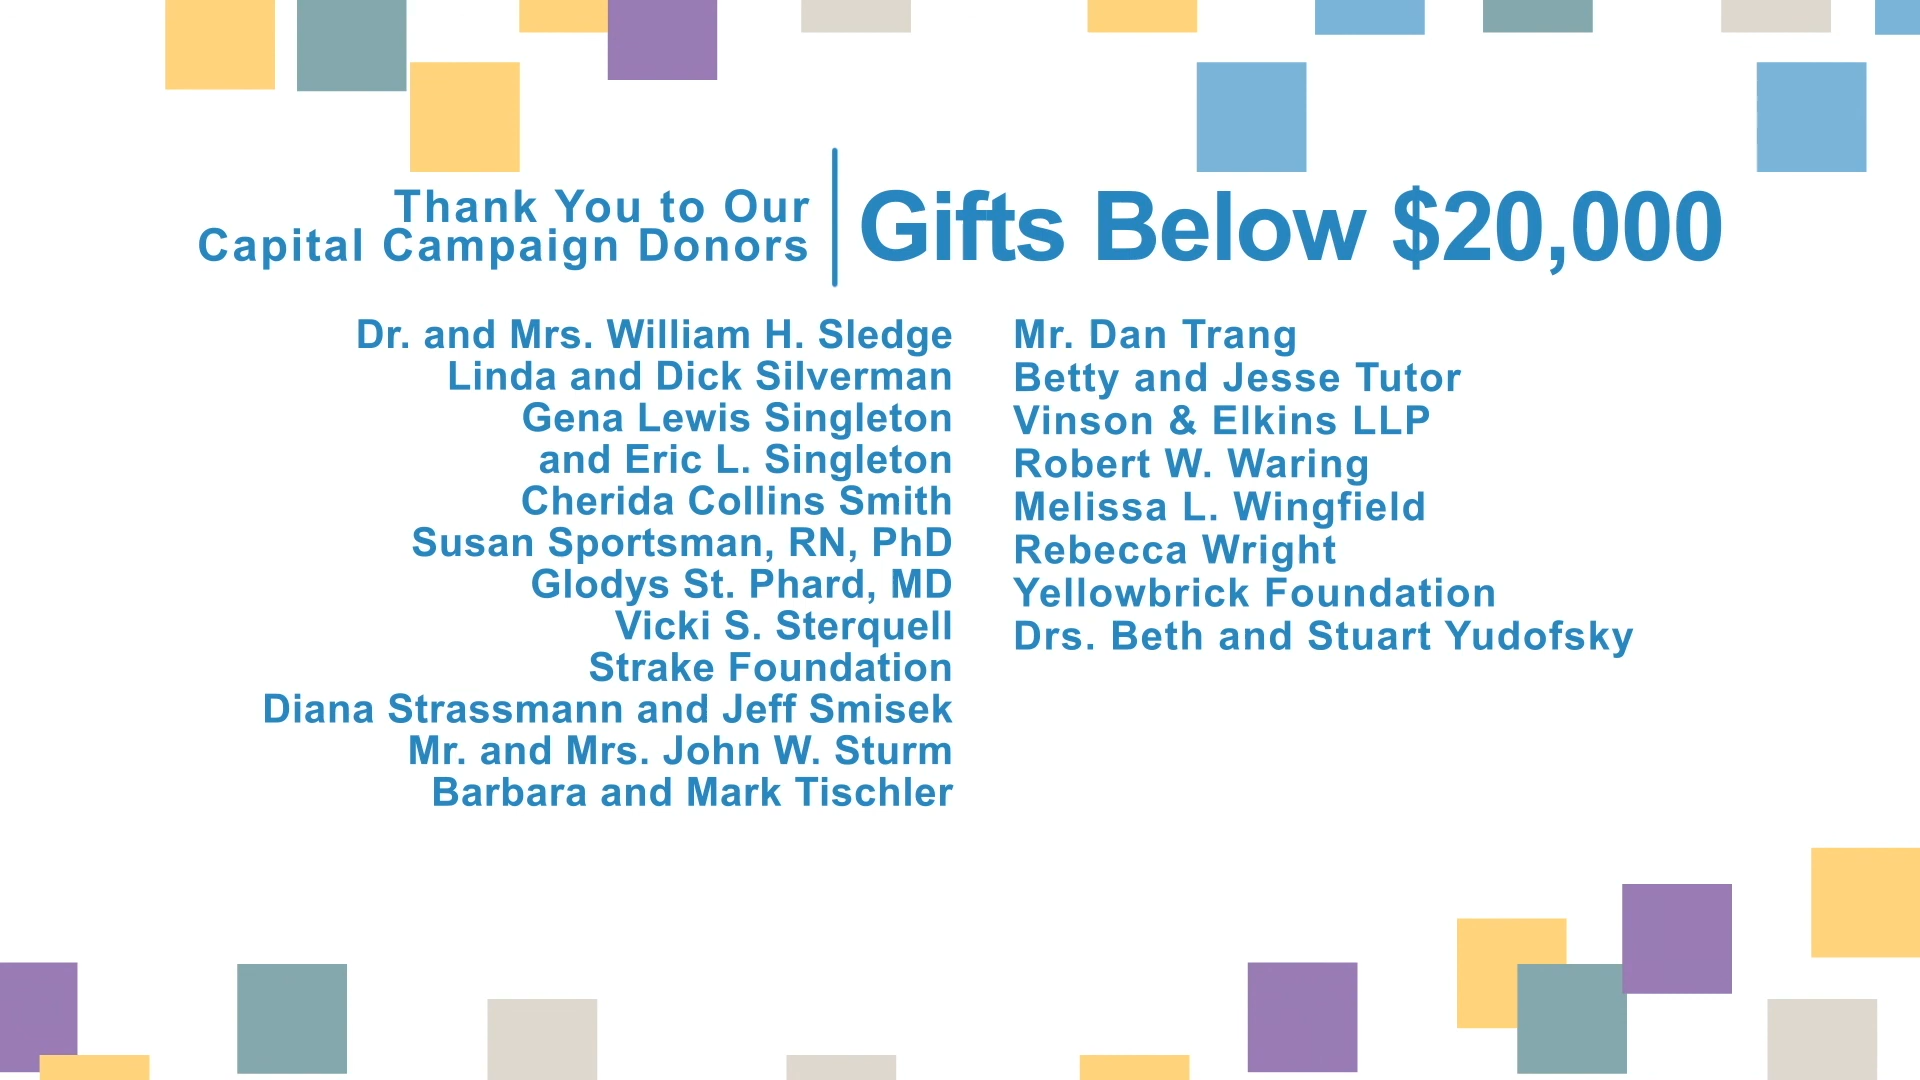 Thank You to Our
Capital Campaign Donors
Gifts Below $20,000
Dr. and Mrs. William H. Sledge
Linda and Dick Silverman
Gena Lewis Singleton
and Eric L. Singleton
Cherida Collins Smith
Susan Sportsman, RN, PhD
Glodys St. Phard, MD
Vicki S. Sterquell
Strake Foundation
Diana Strassmann and Jeff Smisek
Mr. and Mrs. John W. Sturm
Barbara and Mark Tischler
Mr. Dan Trang
Betty and Jesse Tutor
Vinson & Elkins LLP
Robert W. Waring
Melissa L. Wingfield
Rebecca Wright
Yellowbrick Foundation
Drs. Beth and Stuart Yudofsky